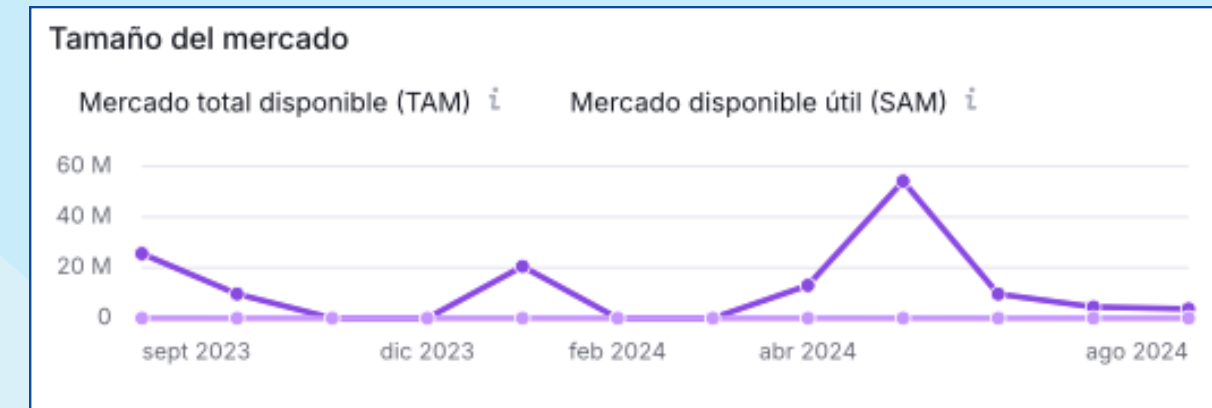 Tamaño del mercado
Mercado total disponible (TAM) i Mercado disponible útil (SAM) i
60 M
40 M
20 M
0
sept 2023 dic 2023 feb 2024 abr 2024 ago 2024